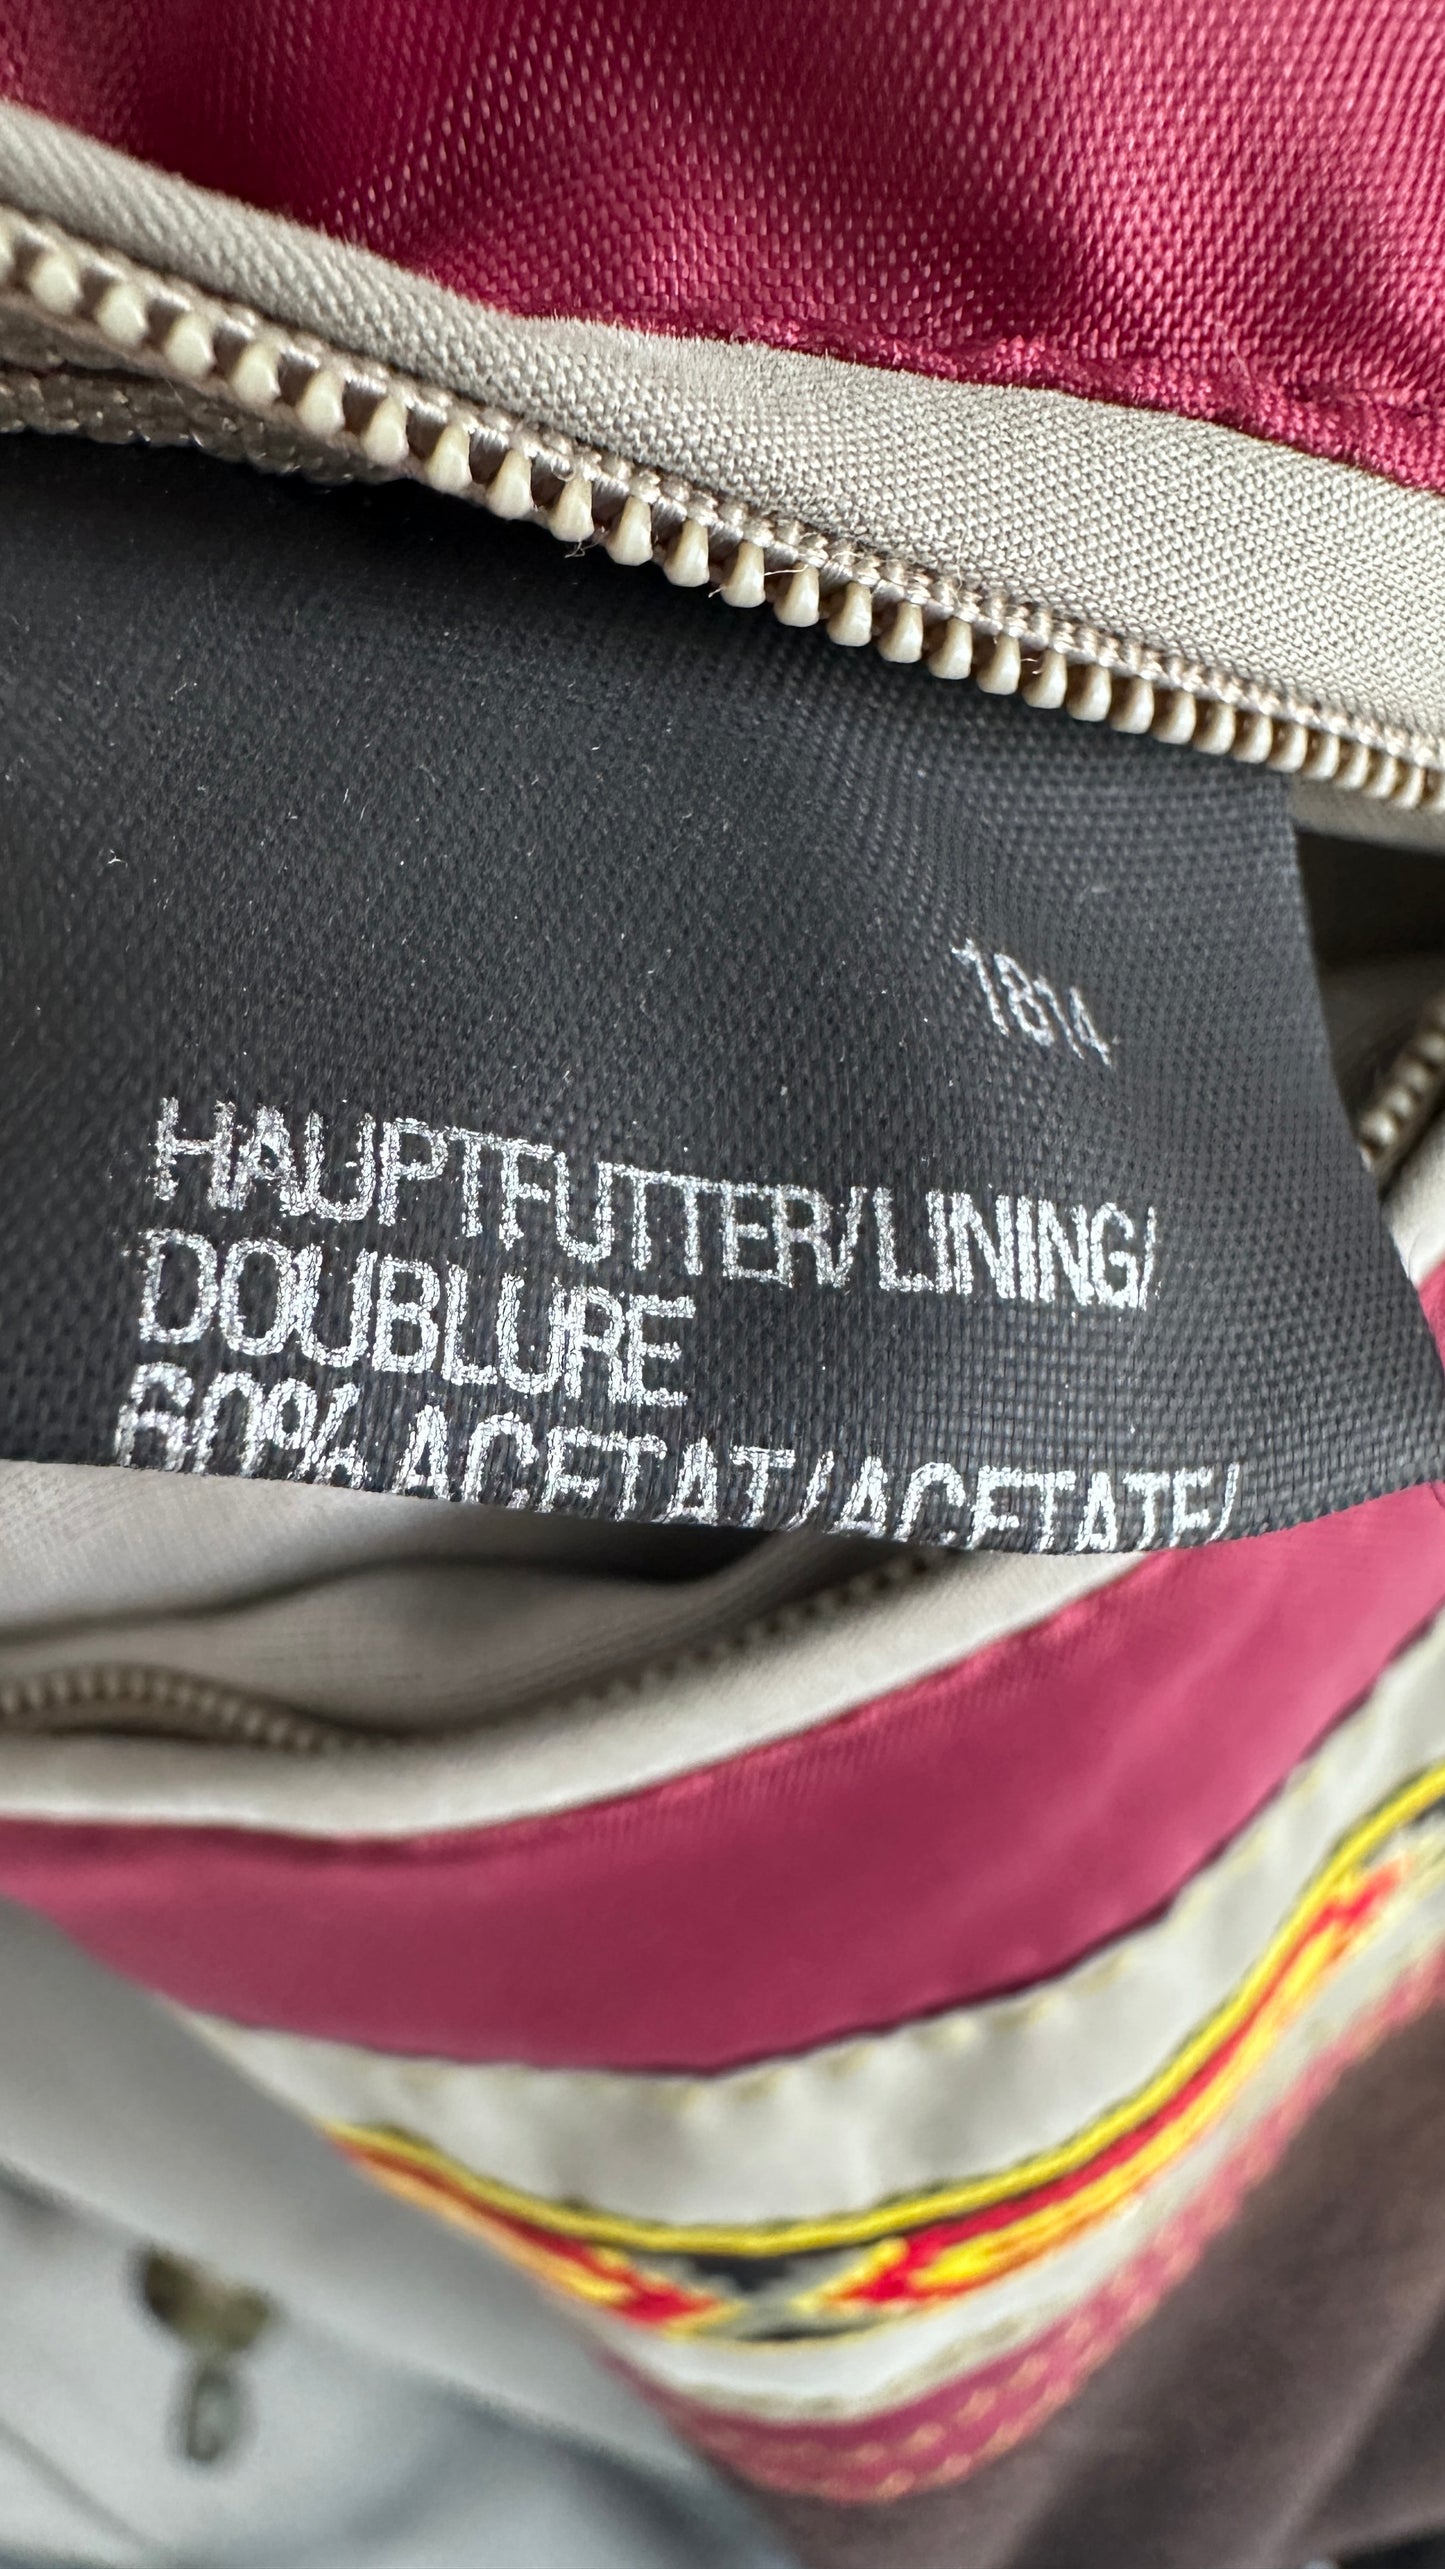 1814
HAUPTFUTTER/LINING/
DOUBLURE
60% ACETAT/ACETATE/